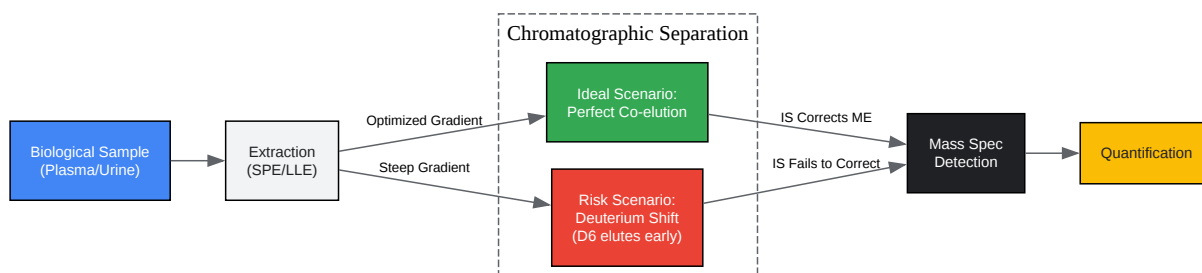 Chromatographic Separation
Biological Sample
(Plasma/Urine)
Extraction
(SPE/LLE)
Optimized Gradient
Steep Gradient
Ideal Scenario:
Perfect Co-elution
Risk Scenario:
Deuterium Shift
(D6 elutes early)
IS Corrects ME
IS Fails to Correct
Mass Spec
Detection
Quantification